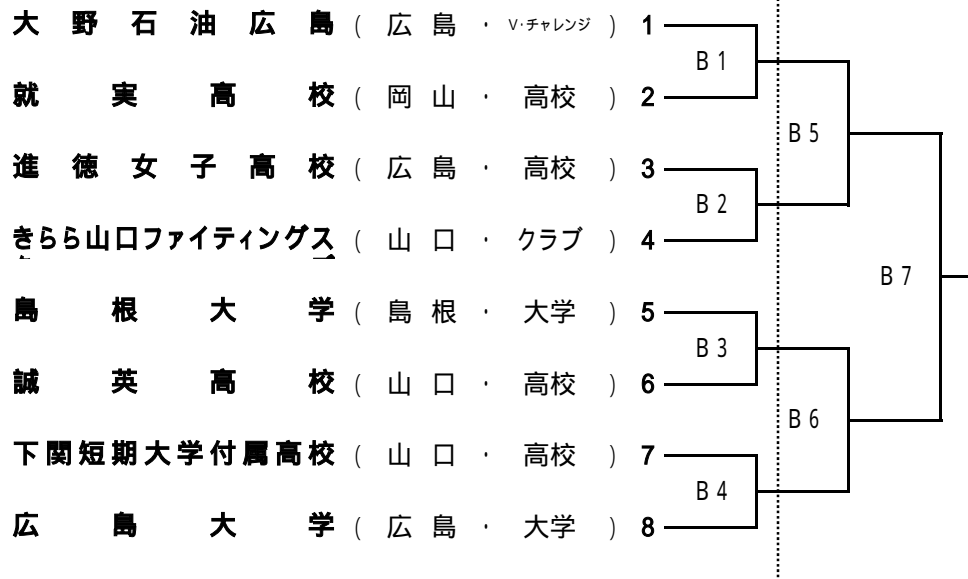 大野石油広島 ( 広島 · V·チャレンジ ) 1
B1
就実高校 ( 岡山 · 高校 ) 2
B5
進徳女子高校 ( 広島 · 高校 ) 3
B2
きらら山口ファイティングス ( 山口 · クラブ ) 4
B7
島根大学 ( 島根 · 大学 ) 5
B3
誠英高校 ( 山口 · 高校 ) 6
B6
下関短期大学付属高校 ( 山口 · 高校 ) 7
B4
広島大学 ( 広島 · 大学 ) 8